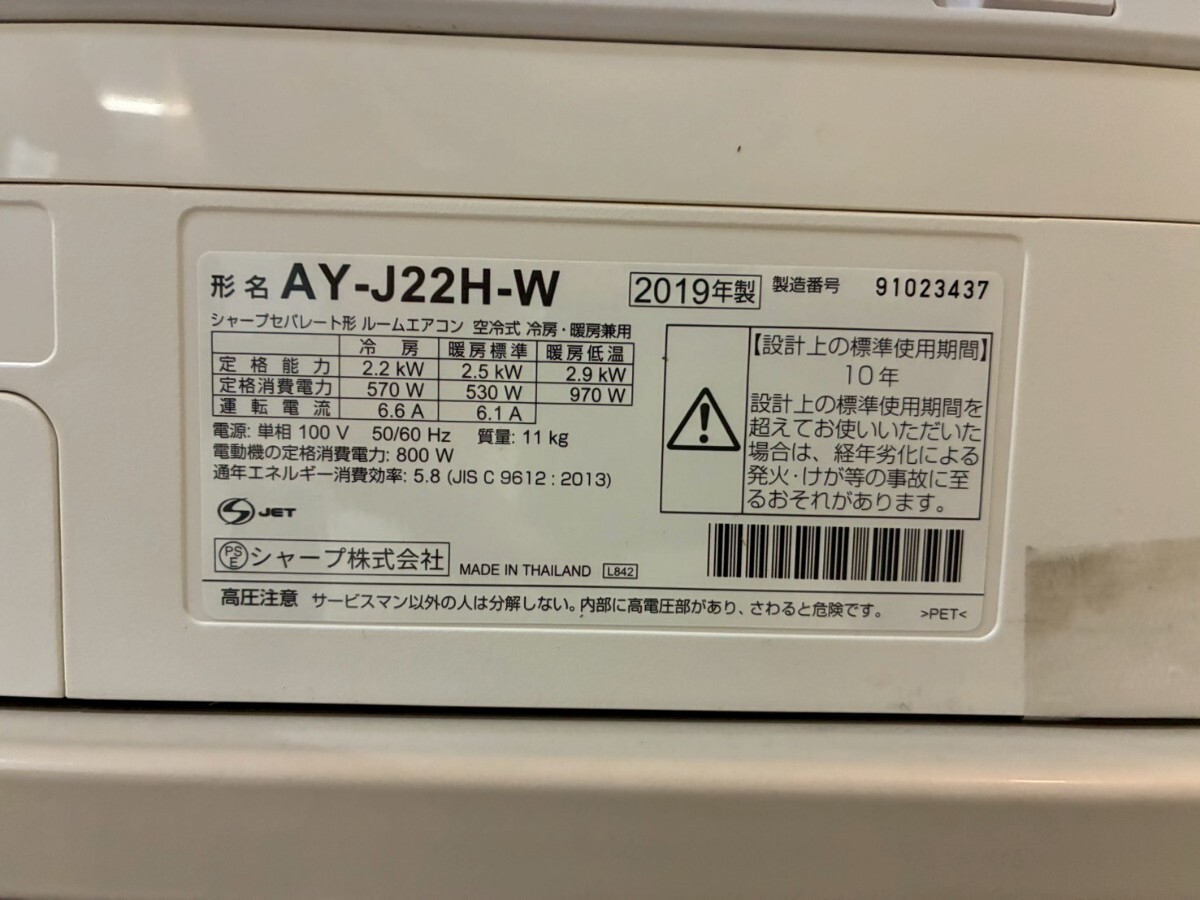 形名 AY-J22H-W 2019年製 製造番号 91023437
シャープセパレート形 ルームエアコン 空冷式 冷房・暖房兼用
冷房 暖房標準 暖房低温
定格能力 2.2 kW 2.5 kW 2.9 kW
定格消費電力 570 W 530 W 970 W
運転電流 6.6 A 6.1 A
電源: 単相 100 V 50/60 Hz 質量: 11 kg
電動機の定格消費電力: 800 W
通年エネルギー消費効率: 5.8 (JIS C 9612 : 2013)
【設計上の標準使用期間】
10年
設計上の標準使用期間を
超えてお使いいただいた
場合は、経年劣化による
発火・けが等の事故に至
るおそれがあります。
S JET
PSE シャープ株式会社 MADE IN THAILAND L842
高圧注意 サービスマン以外の人は分解しない。内部に高電圧部があり、さわると危険です。 >PET<